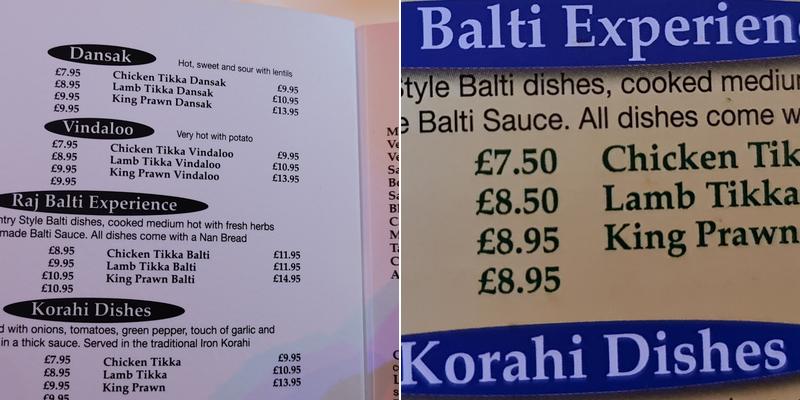 Dansak
Hot, sweet and sour with lentils
£7.95 Chicken Tikka Dansak £9.95
£8.95 Lamb Tikka Dansak £10.95
£9.95 King Prawn Dansak £13.95
£9.95
Vindaloo
Very hot with potato
£7.95 Chicken Tikka Vindaloo £9.95
£8.95 Lamb Tikka Vindaloo £10.95
£9.95 King Prawn Vindaloo £13.95
£9.95
Raj Balti Experience
ntry Style Balti dishes, cooked medium hot with fresh herbs
made Balti Sauce. All dishes come with a Nan Bread
£8.95 Chicken Tikka Balti £11.95
£9.95 Lamb Tikka Balti £11.95
£10.95 King Prawn Balti £14.95
£10.95
Korahi Dishes
d with onions, tomatoes, green pepper, touch of garlic and
in a thick sauce. Served in the traditional Iron Korahi
£7.95 Chicken Tikka £9.95
£8.95 Lamb Tikka £10.95
£9.95 King Prawn £13.95
£9.95
Balti Experienc
Style Balti dishes, cooked medium
e Balti Sauce. All dishes come w
£7.50 Chicken Tik
£8.50 Lamb Tikka
£8.95 King Prawn
£8.95
Korahi Dishes